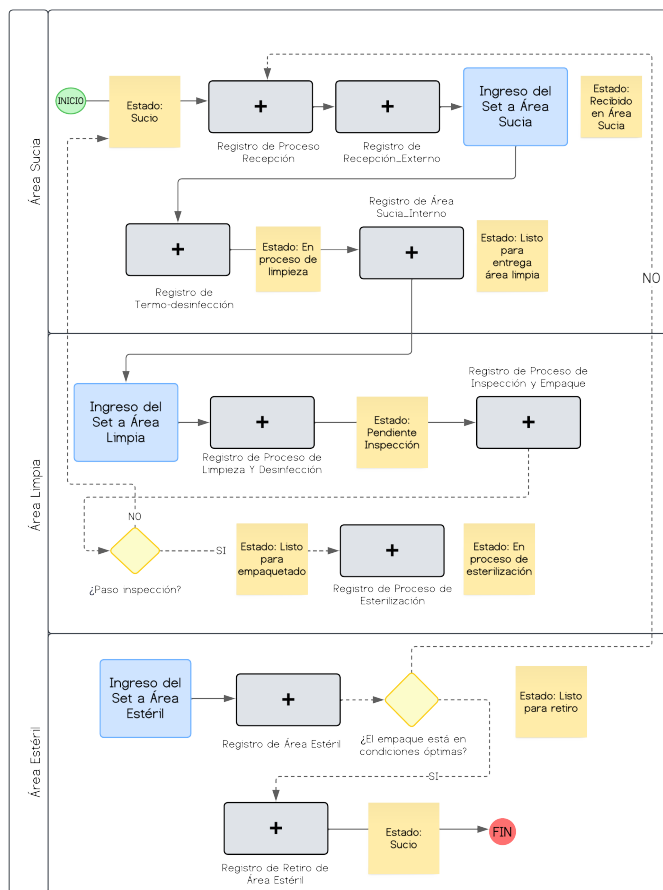 Área Sucia
INICIO
Estado:
Sucio
+
Registro de Proceso
Recepción
+
Registro de
Recepción_Externo
Ingreso del
Set a Área
Sucia
Estado:
Recibido
en Área
Sucia
+
Registro de
Termo-desinfección
Estado: En
proceso de
limpieza
Registro de Área
Sucia_Interno
+
Estado: Listo
para
entrega
área limpia
NO
Área Limpia
Ingreso del
Set a Área
Limpia
+
Registro de Proceso de
Limpieza Y Desinfección
Estado:
Pendiente
Inspección
Registro de Proceso de
Inspección y Empaque
+
NO
¿Paso inspección?
SI
Estado: Listo
para
empaquetado
+
Registro de Proceso de
Esterilización
Estado: En
proceso de
esterilización
Área Estéril
Ingreso del
Set a Área
Estéril
+
Registro de Área Estéril
¿El empaque está en
condiciones óptimas?
Estado: Listo
para retiro
SI
+
Registro de Retiro de
Área Estéril
Estado:
Sucio
FIN